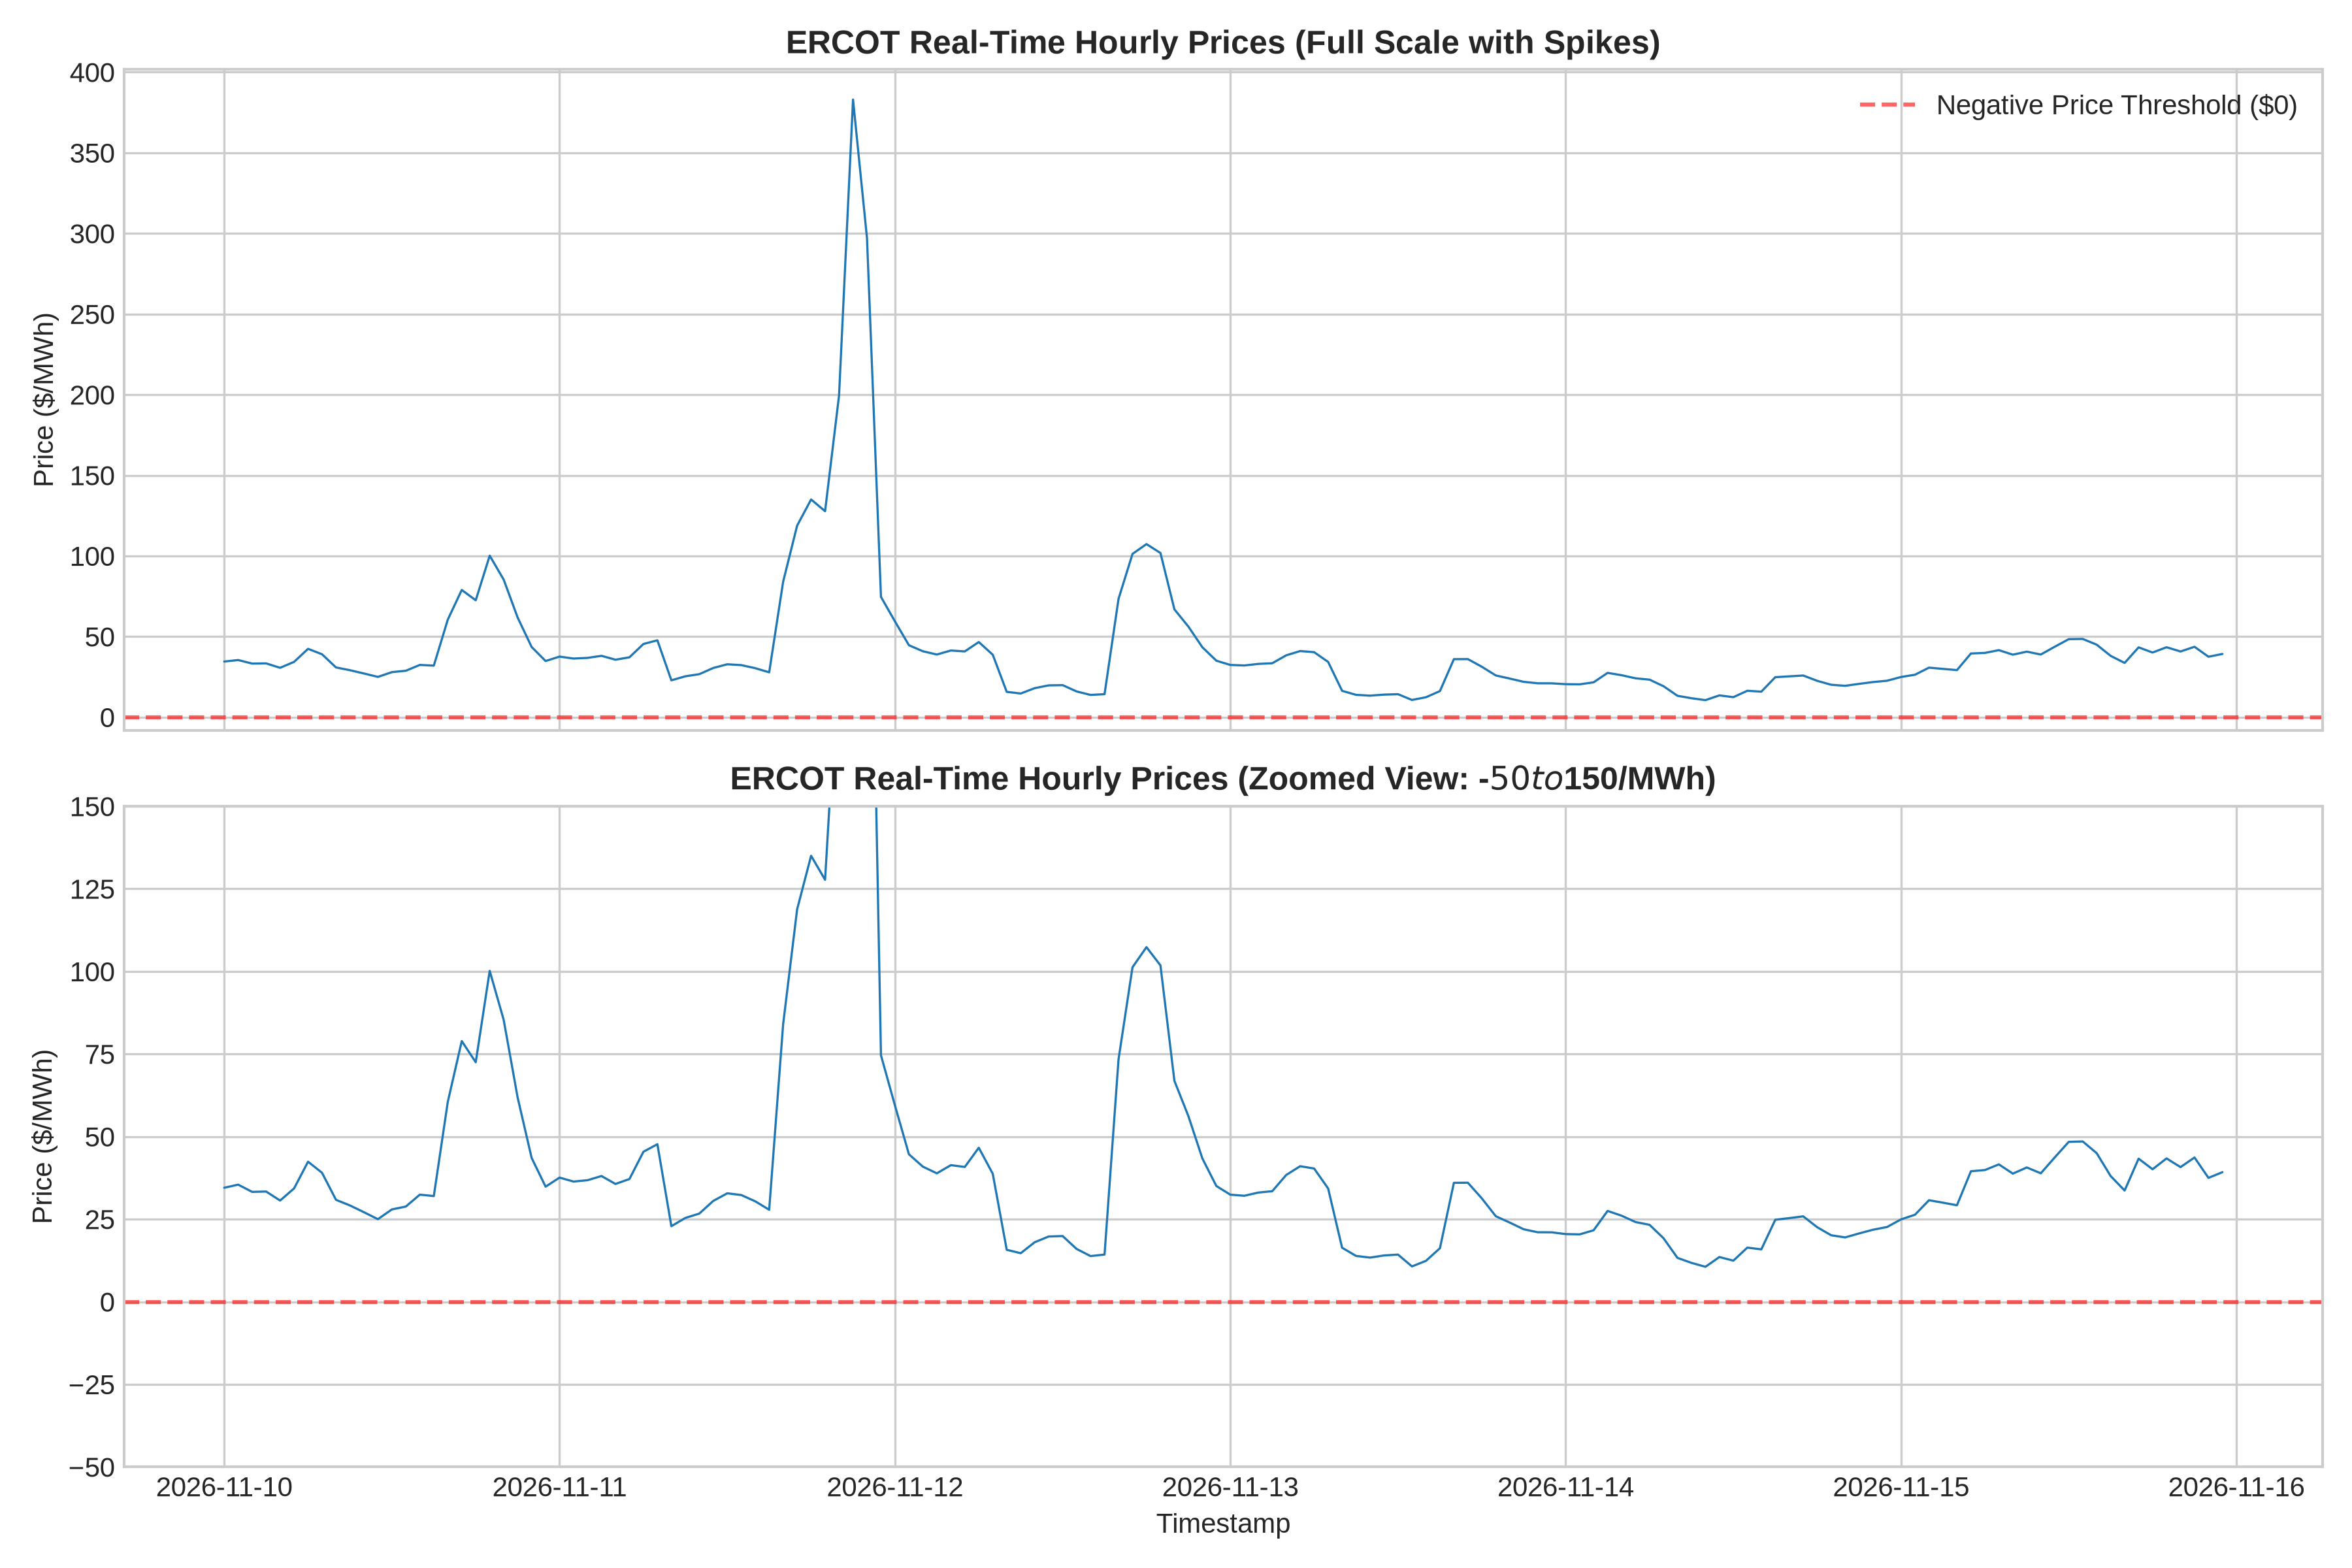 ERCOT Real-Time Hourly Prices (Full Scale with Spikes)
400
350
300
250
200
150
100
50
0
Price ($/MWh)
Negative Price Threshold ($0)
ERCOT Real-Time Hourly Prices (Zoomed View: -50to150/MWh)
150
125
100
75
50
25
0
−25
−50
Price ($/MWh)
2026-11-10 2026-11-11 2026-11-12 2026-11-13 2026-11-14 2026-11-15 2026-11-16
Timestamp